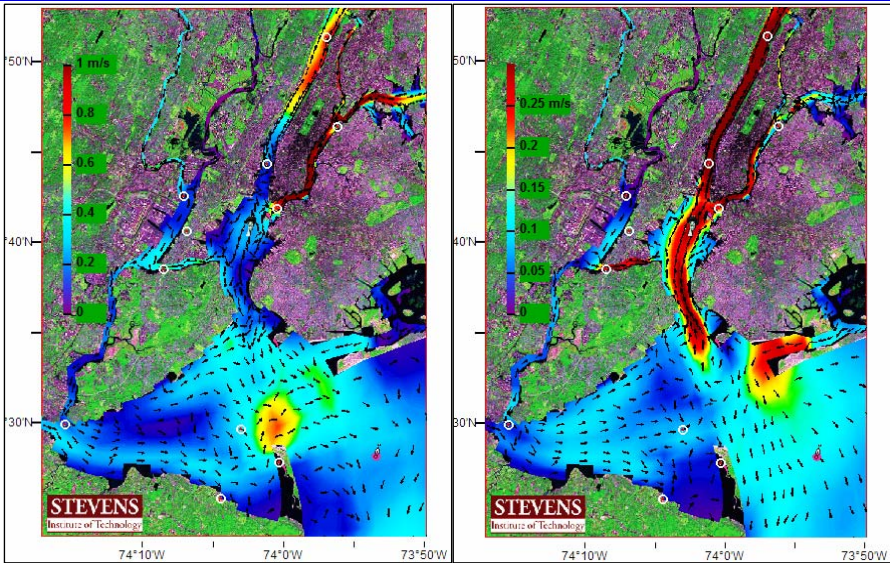 50'N
40'N
30'N
1 m/s
0.8
0.6
0.4
0.2
0
STEVENS
Institute of Technology
74°10'W
74°0'W
73°50'W
50'N
°40'N
°30'N
0.25 m/s
0.2
0.15
0.1
0.05
0
STEVENS
Institute of Technology
74°10'W
74°0'W
73°50'W